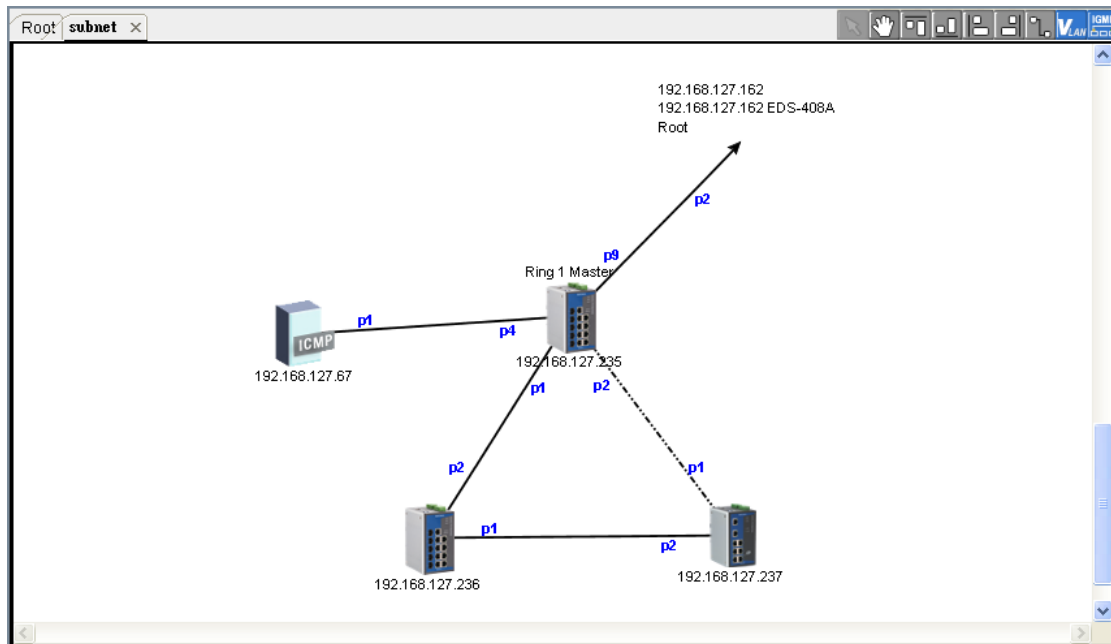 Root subnet
VLAN IGMP
192.168.127.162
192.168.127.162 EDS-408A
Root
p2
p9
Ring 1 Master
p1
p4
ICMP
192.168.127.235
192.168.127.67
p1
p2
p2
p1
p1
p2
192.168.127.236
192.168.127.237